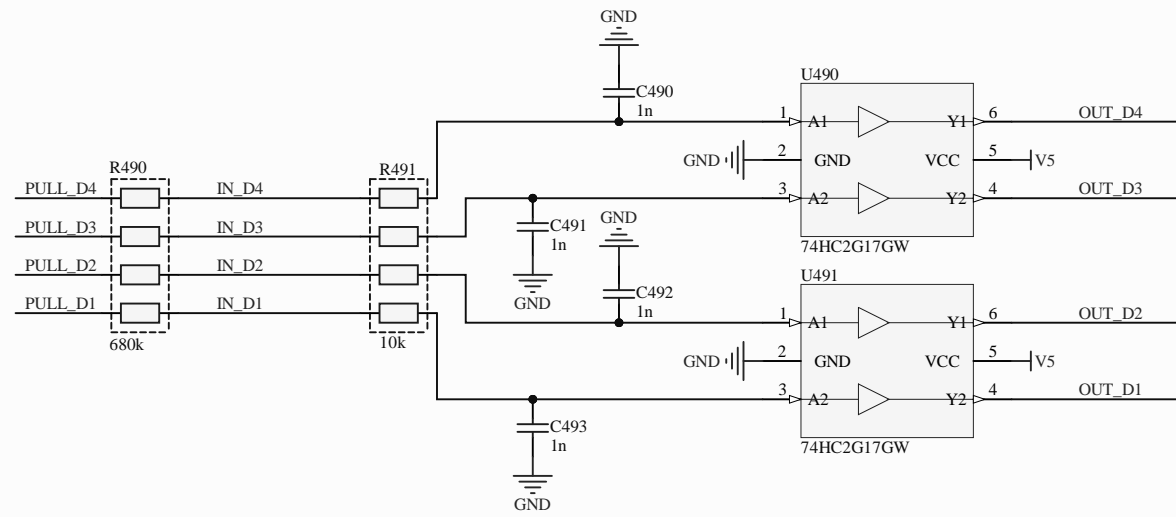 GND
C490
1n
U490
1 A1 Y1 6 OUT_D4
GND 2 GND VCC 5 V5
3 A2 Y2 4 OUT_D3
74HC2G17GW
R490
R491
PULL_D4 IN_D4
PULL_D3 IN_D3
PULL_D2 IN_D2
PULL_D1 IN_D1
680k
10k
C491
1n
GND
GND
C492
1n
U491
1 A1 Y1 6 OUT_D2
GND 2 GND VCC 5 V5
3 A2 Y2 4 OUT_D1
74HC2G17GW
C493
1n
GND